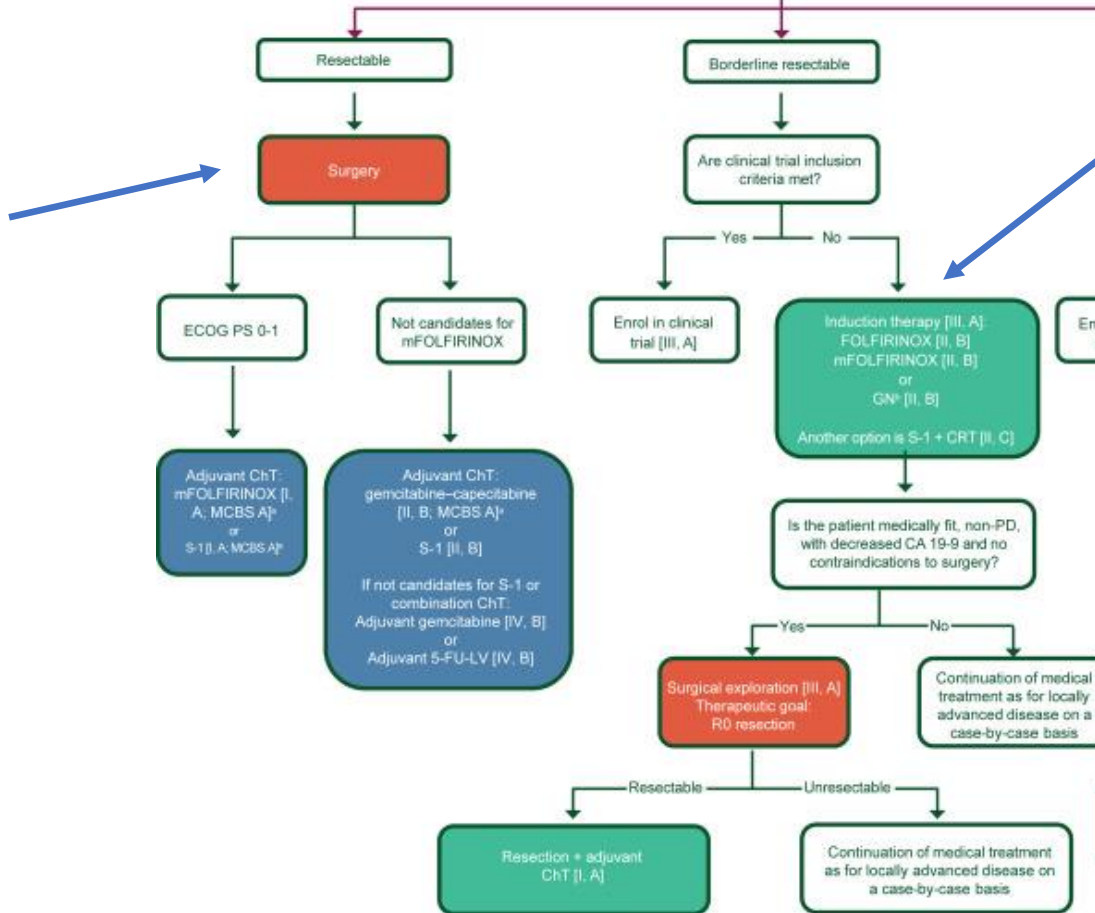 Resectable
Borderline resectable
Surgery
Are clinical trial inclusion
criteria met?
Yes
No
ECOG PS 0-1
Not candidates for
mFOLFIRINOX
Enrol in clinical
trial [III, A]
Induction therapy [III, A]:
FOLFIRINOX [II, B]
mFOLFIRINOX [II, B]
or
GNᵇ [II, B]
Another option is S-1 + CRT [II, C]
En
Adjuvant ChT:
mFOLFIRINOX [I,
A; MCBS A]ᵃ
or
S-1 [I, A; MCBS A]ᵃ
Adjuvant ChT:
gemcitabine–capecitabine
[II, B; MCBS A]ᵃ
or
S-1 [II, B]
If not candidates for S-1 or
combination ChT:
Adjuvant gemcitabine [IV, B]
or
Adjuvant 5-FU-LV [IV, B]
Is the patient medically fit, non-PD,
with decreased CA 19-9 and no
contraindications to surgery?
Yes
No
Surgical exploration [III, A]
Therapeutic goal:
R0 resection
Continuation of medical
treatment as for locally
advanced disease on a
case-by-case basis
Resectable
Unresectable
Resection + adjuvant
ChT [I, A]
Continuation of medical treatment
as for locally advanced disease on
a case-by-case basis